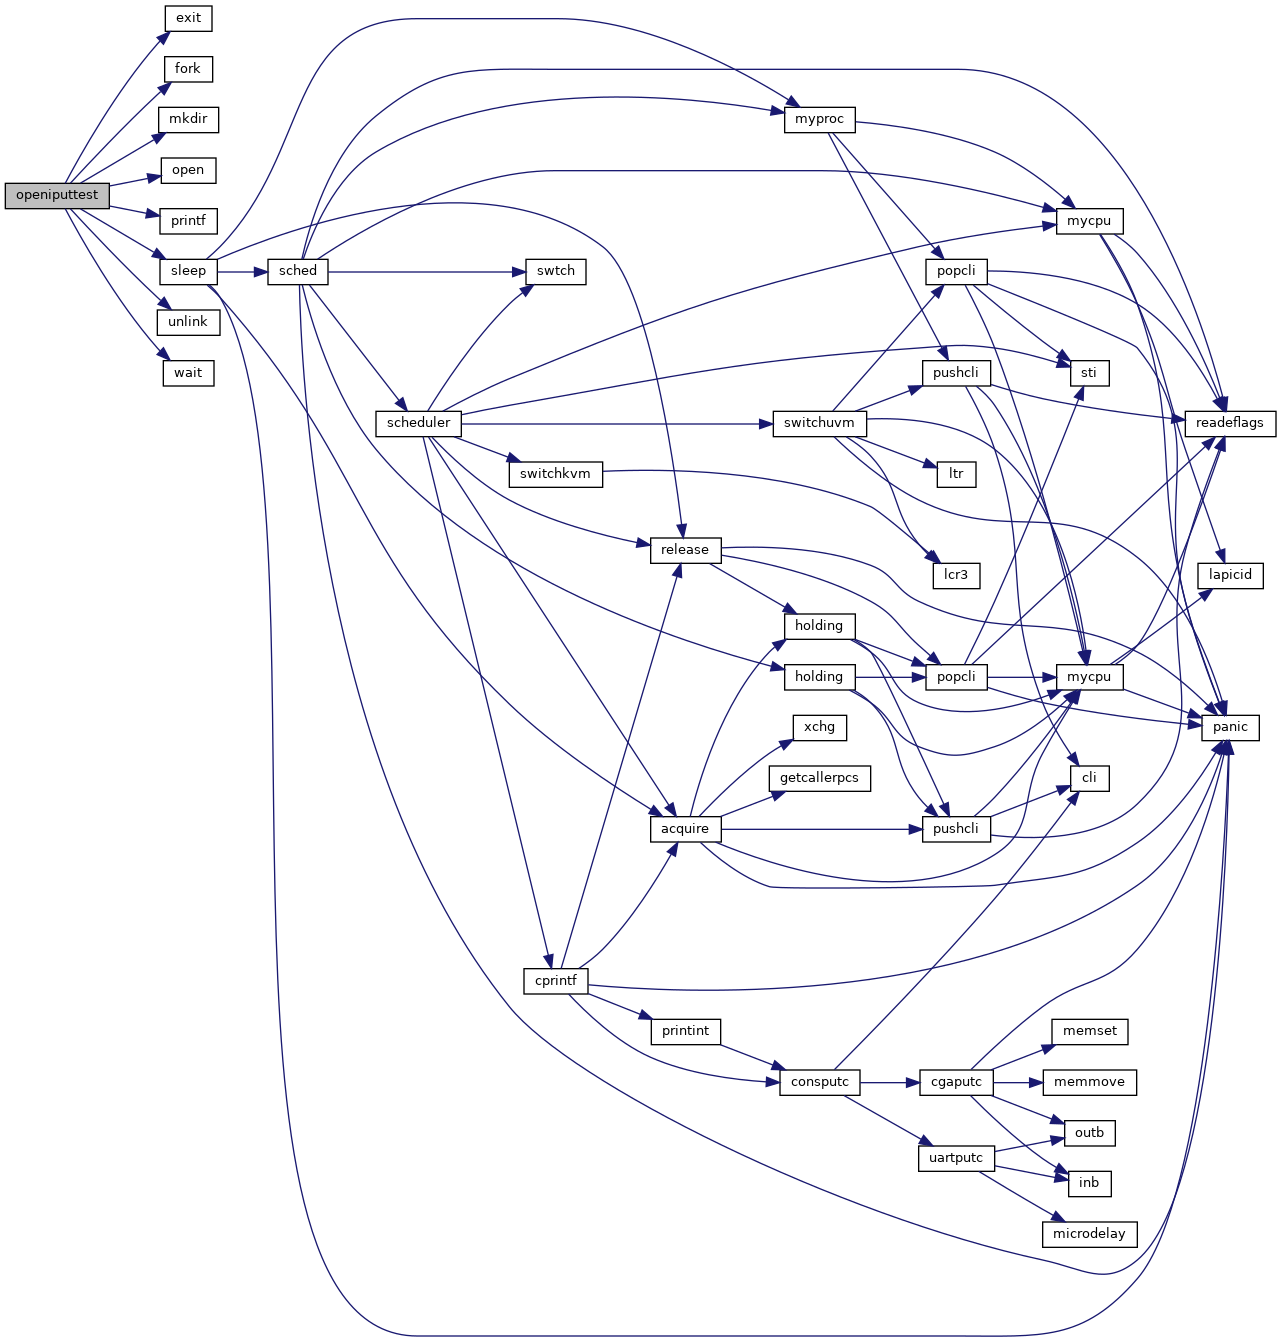 openiputtest
exit
fork
mkdir
open
printf
sleep
unlink
wait
sched
scheduler
swtch
switchkvm
cprintf
release
acquire
printint
myproc
switchuvm
holding
holding
xchg
getcallerpcs
consputc
popcli
pushcli
ltr
lcr3
popcli
pushcli
cgaputc
uartputc
mycpu
sti
mycpu
cli
memset
memmove
outb
inb
microdelay
readeflags
lapicid
panic